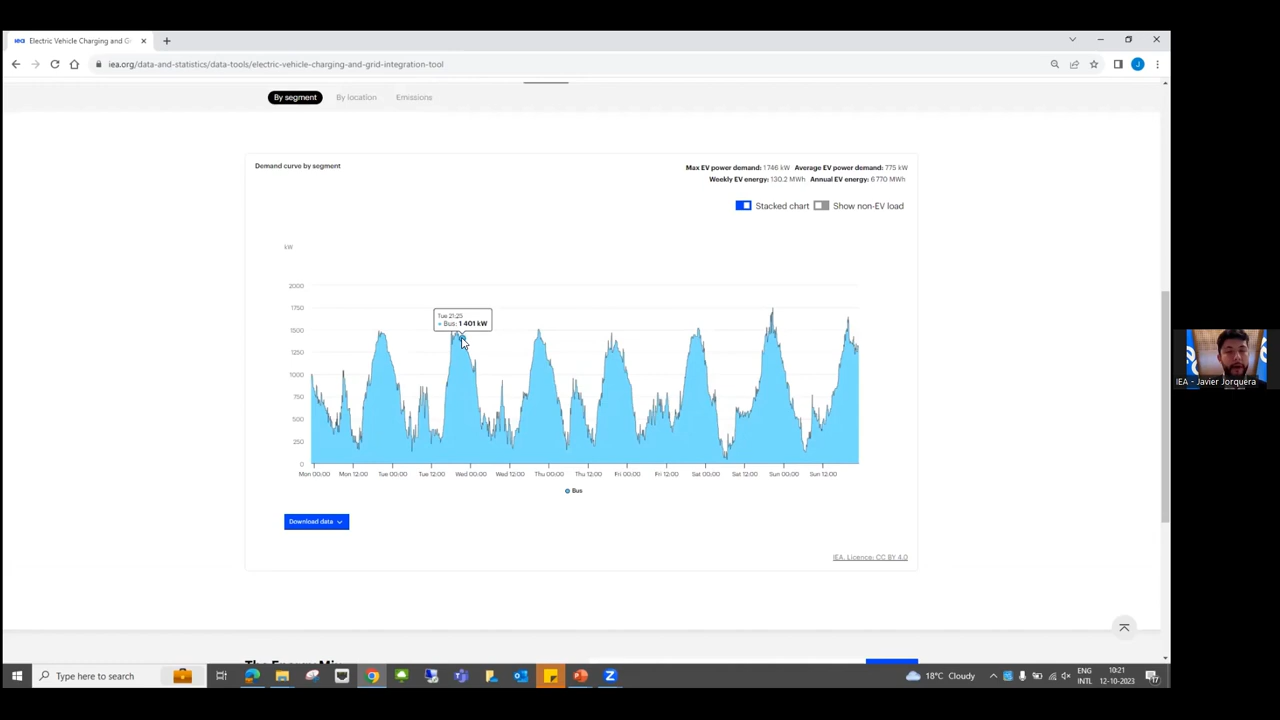 iea Electric Vehicle Charging and G
iea.org/data-and-statistics/data-tools/electric-vehicle-charging-and-grid-integration-tool
J
By segment By location Emissions
Demand curve by segment
Max EV power demand: 1 746 kW Average EV power demand: 775 kW
Weekly EV energy: 130.2 MWh Annual EV energy: 6 770 MWh
Stacked chart Show non-EV load
kW
2000
1750
1500
1250
1000
750
500
250
0
Tue 21:25
Bus: 1 401 kW
Mon 00:00 Mon 12:00 Tue 00:00 Tue 12:00 Wed 00:00 Wed 12:00 Thu 00:00 Thu 12:00 Fri 00:00 Fri 12:00 Sat 00:00 Sat 12:00 Sun 00:00 Sun 12:00
Bus
Download data
IEA. Licence: CC BY 4.0
IEA - Javier Jorquera
Type here to search
18°C Cloudy
ENG
INTL
10:21
12-10-2023
17